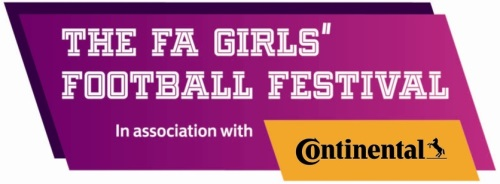 THE FA GIRLS"
FOOTBALL FESTIVAL
In association with
Continental